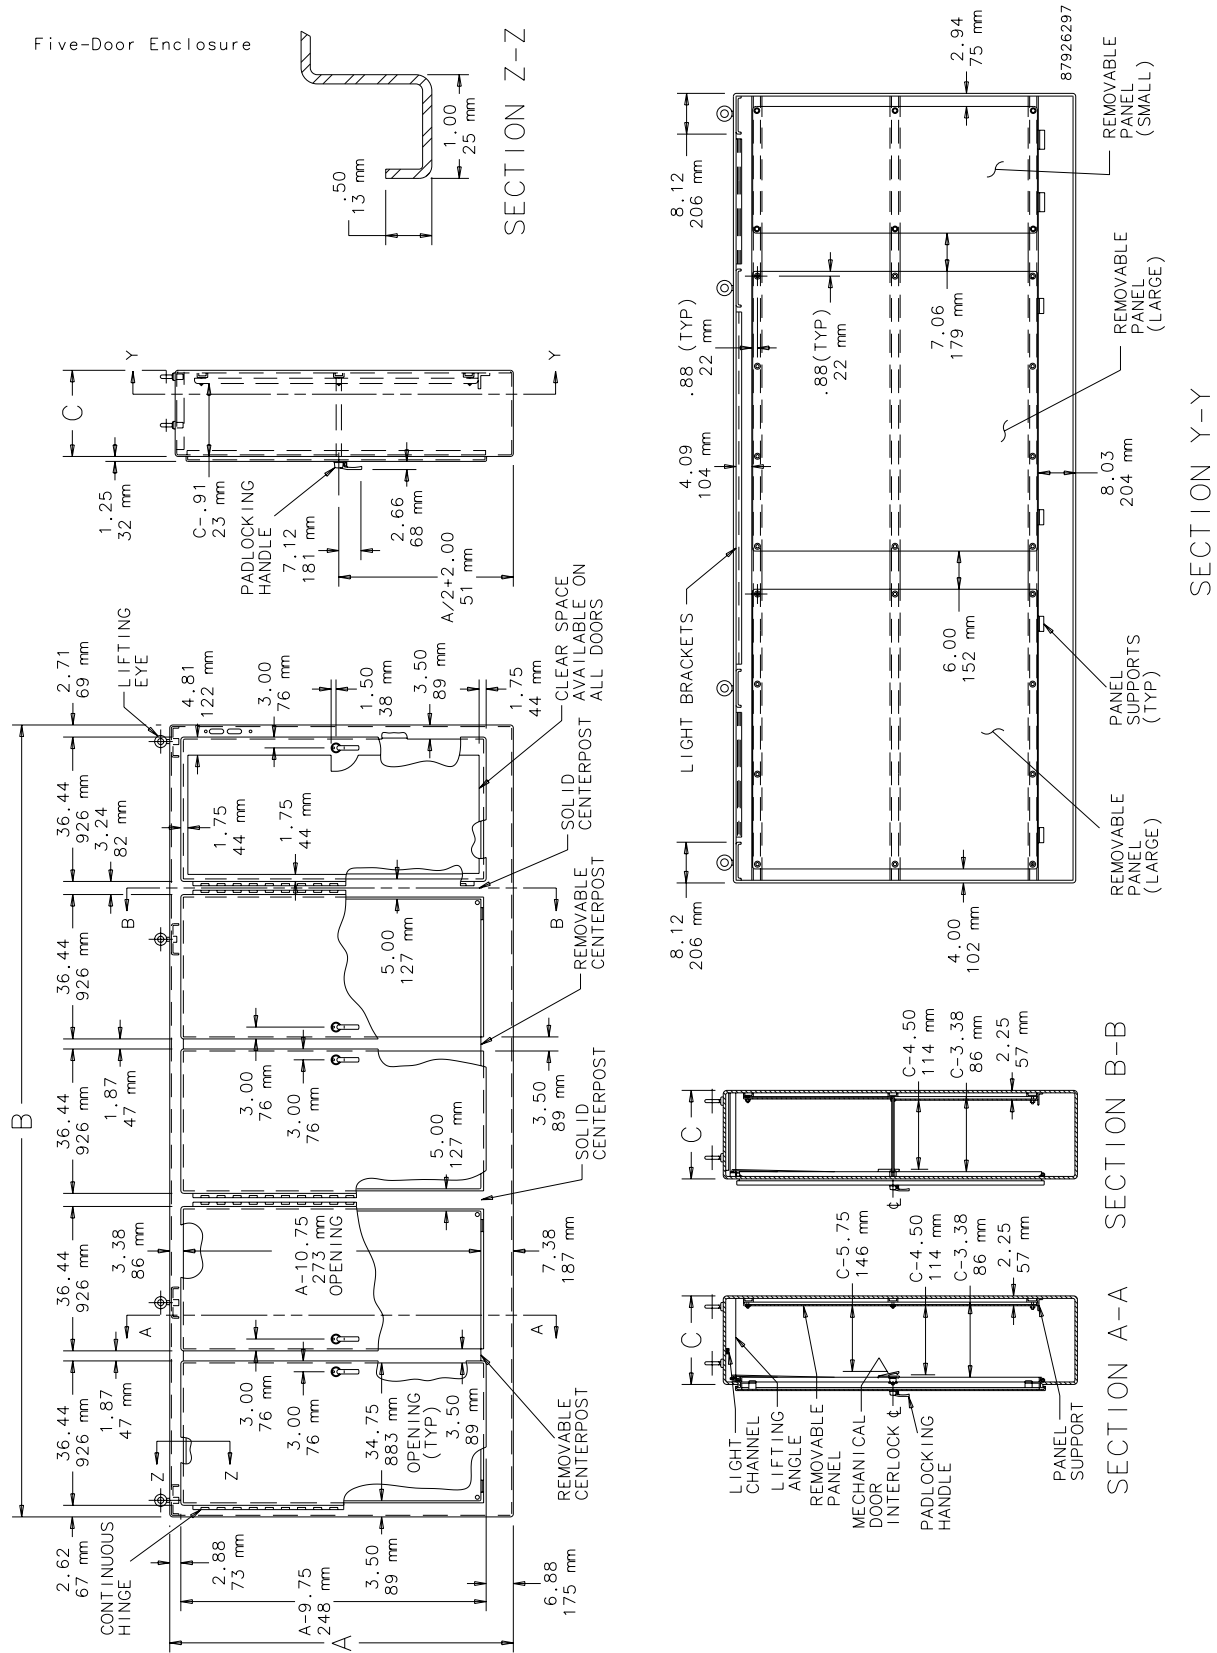 Five-Door Enclosure
.50
13 mm
1.00
25 mm
SECTION Z-Z
Y
Y
C
1.25
32 mm
C-.91
23 mm
PADLOCKING
HANDLE
7.12
181 mm
2.66
68 mm
A/2+2.00
51 mm
B
2.62
67 mm
36.44
926 mm
1.87
47 mm
36.44
926 mm
3.38
86 mm
36.44
926 mm
1.87
47 mm
36.44
926 mm
3.24
82 mm
36.44
926 mm
2.71
69 mm
LIFTING
EYE
CONTINUOUS
HINGE
Z
Z
A
A
B
B
4.81
122 mm
3.00
76 mm
1.50
38 mm
3.50
89 mm
1.75
44 mm
1.75
44 mm
1.75
44 mm
CLEAR SPACE
AVAILABLE ON
ALL DOORS
SOLID
CENTERPOST
REMOVABLE
CENTERPOST
5.00
127 mm
3.00
76 mm
3.00
76 mm
3.50
89 mm
5.00
127 mm
SOLID
CENTERPOST
A-10.75
273 mm
OPENING
7.38
187 mm
3.00
76 mm
3.00
76 mm
34.75
883 mm
OPENING
(TYP)
3.50
89 mm
REMOVABLE
CENTERPOST
2.88
73 mm
A-9.75
248 mm
3.50
89 mm
6.88
175 mm
A
8.12
206 mm
2.94
75 mm
87926297
.88 (TYP)
22 mm
.88(TYP)
22 mm
4.09
104 mm
7.06
179 mm
LIGHT BRACKETS
6.00
152 mm
8.03
204 mm
8.12
206 mm
4.00
102 mm
REMOVABLE
PANEL
(SMALL)
REMOVABLE
PANEL
(LARGE)
PANEL
SUPPORTS
(TYP)
REMOVABLE
PANEL
(LARGE)
SECTION Y-Y
C
C-4.50
114 mm
C-3.38
86 mm
2.25
57 mm
SECTION B-B
C
C-5.75
146 mm
C-4.50
114 mm
C-3.38
86 mm
2.25
57 mm
LIGHT
CHANNEL
LIFTING
ANGLE
REMOVABLE
PANEL
MECHANICAL
DOOR
INTERLOCK
PADLOCKING
HANDLE
PANEL
SUPPORT
SECTION A-A